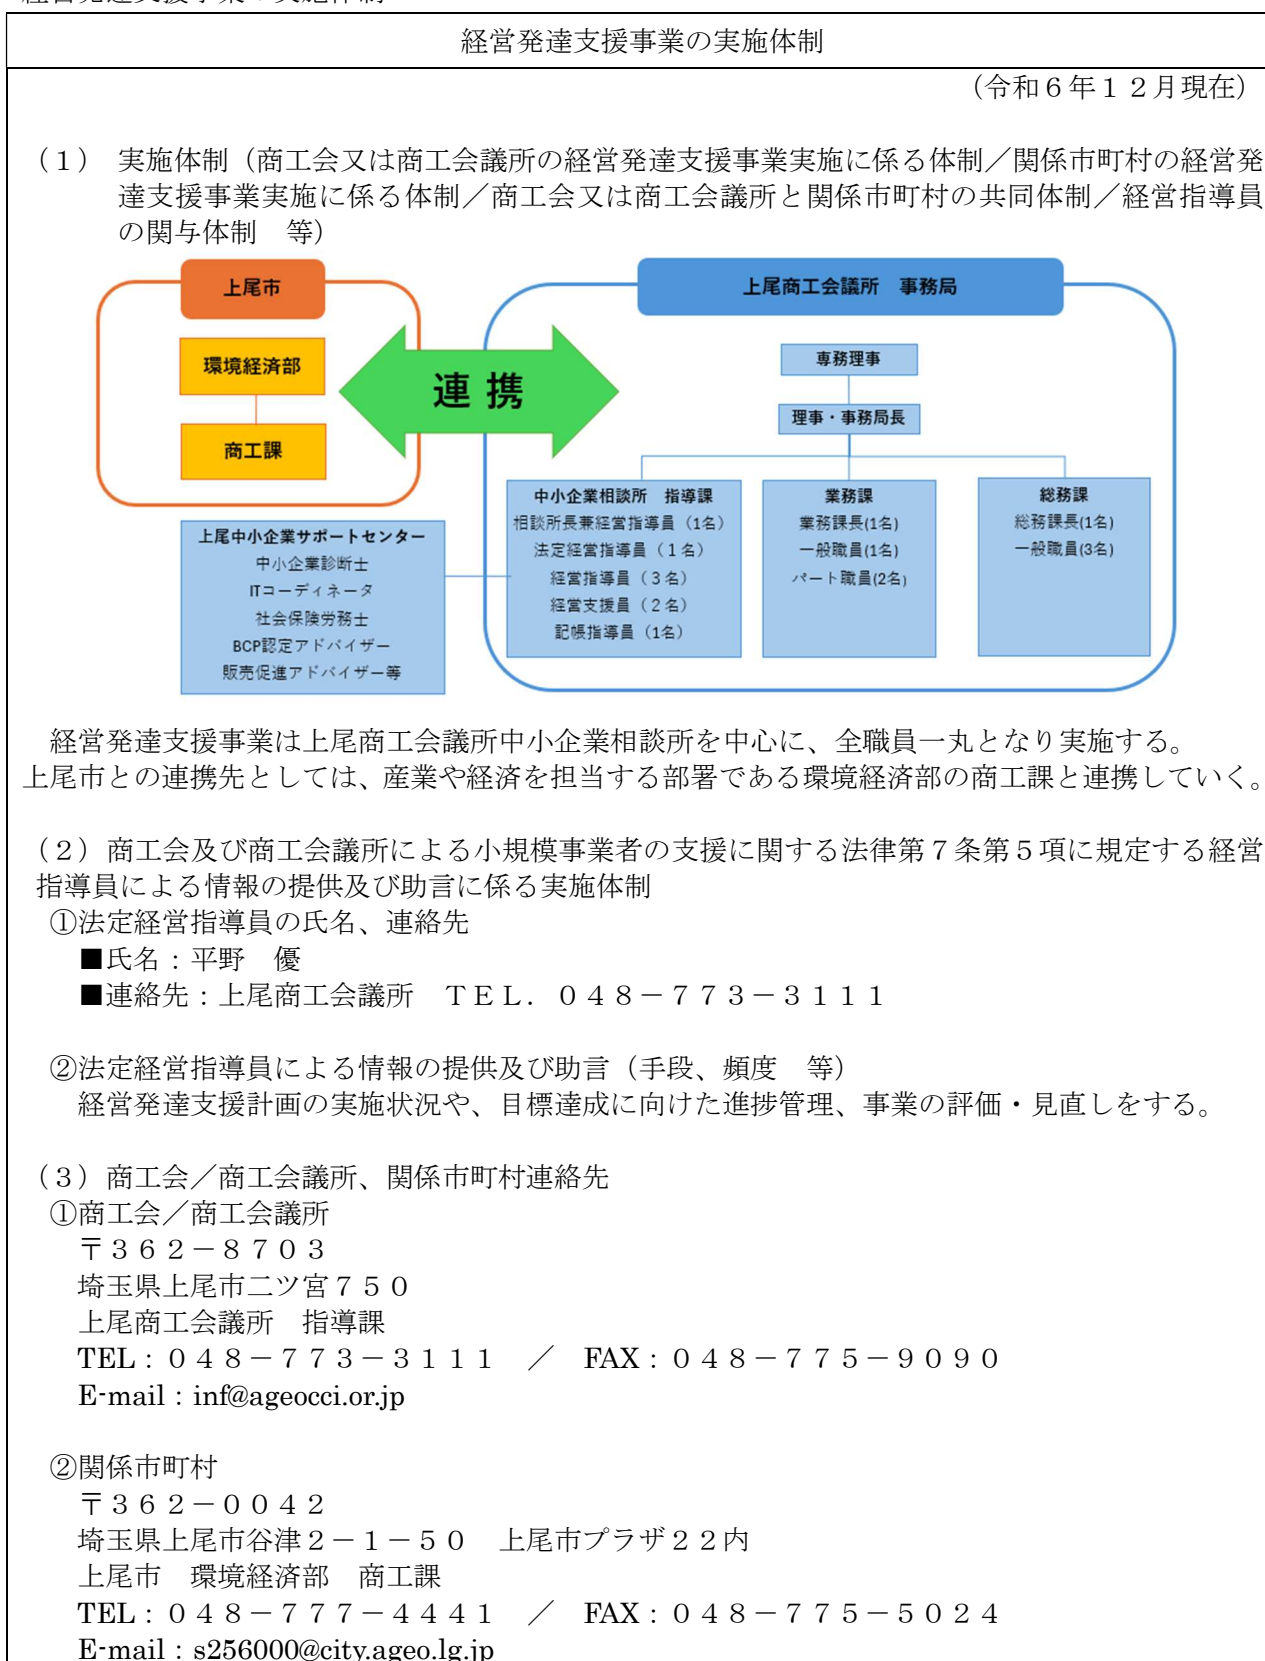 経営発達支援事業の実施体制
経営発達支援事業の実施体制
（令和６年１２月現在）
（１）　実施体制（商工会又は商工会議所の経営発達支援事業実施に係る体制／関係市町村の経営発
達支援事業実施に係る体制／商工会又は商工会議所と関係市町村の共同体制／経営指導員
の関与体制　等）
上尾市
環境経済部
商工課
連 携
上尾商工会議所　事務局
専務理事
理事・事務局長
中小企業相談所　指導課
相談所長兼経営指導員（1名）
法定経営指導員（１名）
経営指導員（３名）
経営支援員（２名）
記帳指導員（1名）
業務課
業務課長(1名)
一般職員(1名)
パート職員(2名)
総務課
総務課長(1名)
一般職員(3名)
上尾中小企業サポートセンター
中小企業診断士
ITコーディネータ
社会保険労務士
BCP認定アドバイザー
販売促進アドバイザー等
経営発達支援事業は上尾商工会議所中小企業相談所を中心に、全職員一丸となり実施する。
上尾市との連携先としては、産業や経済を担当する部署である環境経済部の商工課と連携していく。
（２）商工会及び商工会議所による小規模事業者の支援に関する法律第７条第５項に規定する経営
指導員による情報の提供及び助言に係る実施体制
①法定経営指導員の氏名、連絡先
■氏名：平野　優
■連絡先：上尾商工会議所　ＴＥＬ．０４８－７７３－３１１１
②法定経営指導員による情報の提供及び助言（手段、頻度　等）
経営発達支援計画の実施状況や、目標達成に向けた進捗管理、事業の評価・見直しをする。
（３）商工会／商工会議所、関係市町村連絡先
①商工会／商工会議所
〒３６２－８７０３
埼玉県上尾市二ツ宮７５０
上尾商工会議所　指導課
TEL：０４８－７７３－３１１１　／　FAX：０４８－７７５－９０９０
E-mail：inf@ageocci.or.jp
②関係市町村
〒３６２－００４２
埼玉県上尾市谷津２－１－５０　上尾市プラザ２２内
上尾市　環境経済部　商工課
TEL：０４８－７７７－４４４１　／　FAX：０４８－７７５－５０２４
E-mail：s256000@city.ageo.lg.jp